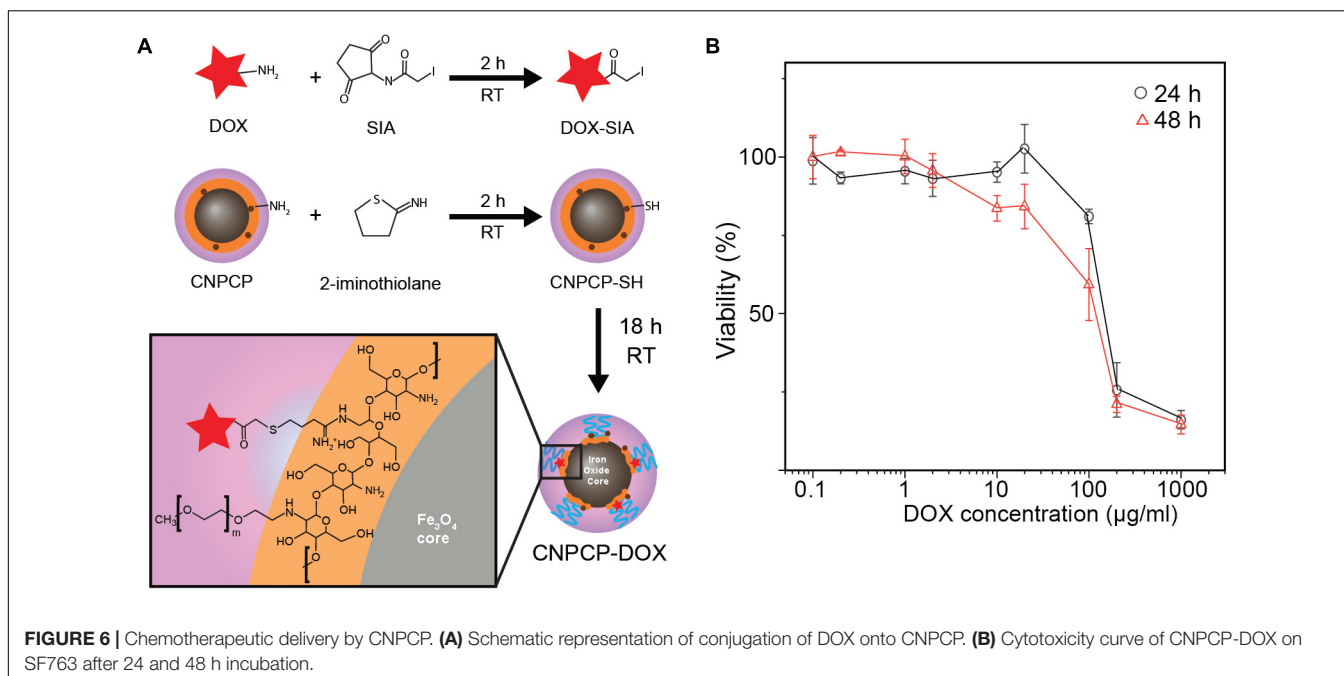 A
NH₂
DOX
+
O
O
N
O
I
SIA
2 h
RT
O
I
DOX-SIA
NH₂
CNPCP
+
S
NH
2-iminothiolane
2 h
RT
SH
CNPCP-SH
18 h
RT
HO
O
O
HO
NH₂
O
S
NH₂⁺
H
N
O
HO
O
OH
OH
HO
O
HO
NH₂
O
CH₃
O
m
O
H
N
O
HO
OH
O
Fe₃O₄
core
Iron
Oxide
Core
CNPCP-DOX
B
24 h
48 h
Viability (%)
100
50
0.1
1
10
100
1000
DOX concentration (µg/ml)
FIGURE 6 | Chemotherapeutic delivery by CNPCP. (A) Schematic representation of conjugation of DOX onto CNPCP. (B) Cytotoxicity curve of CNPCP-DOX on
SF763 after 24 and 48 h incubation.